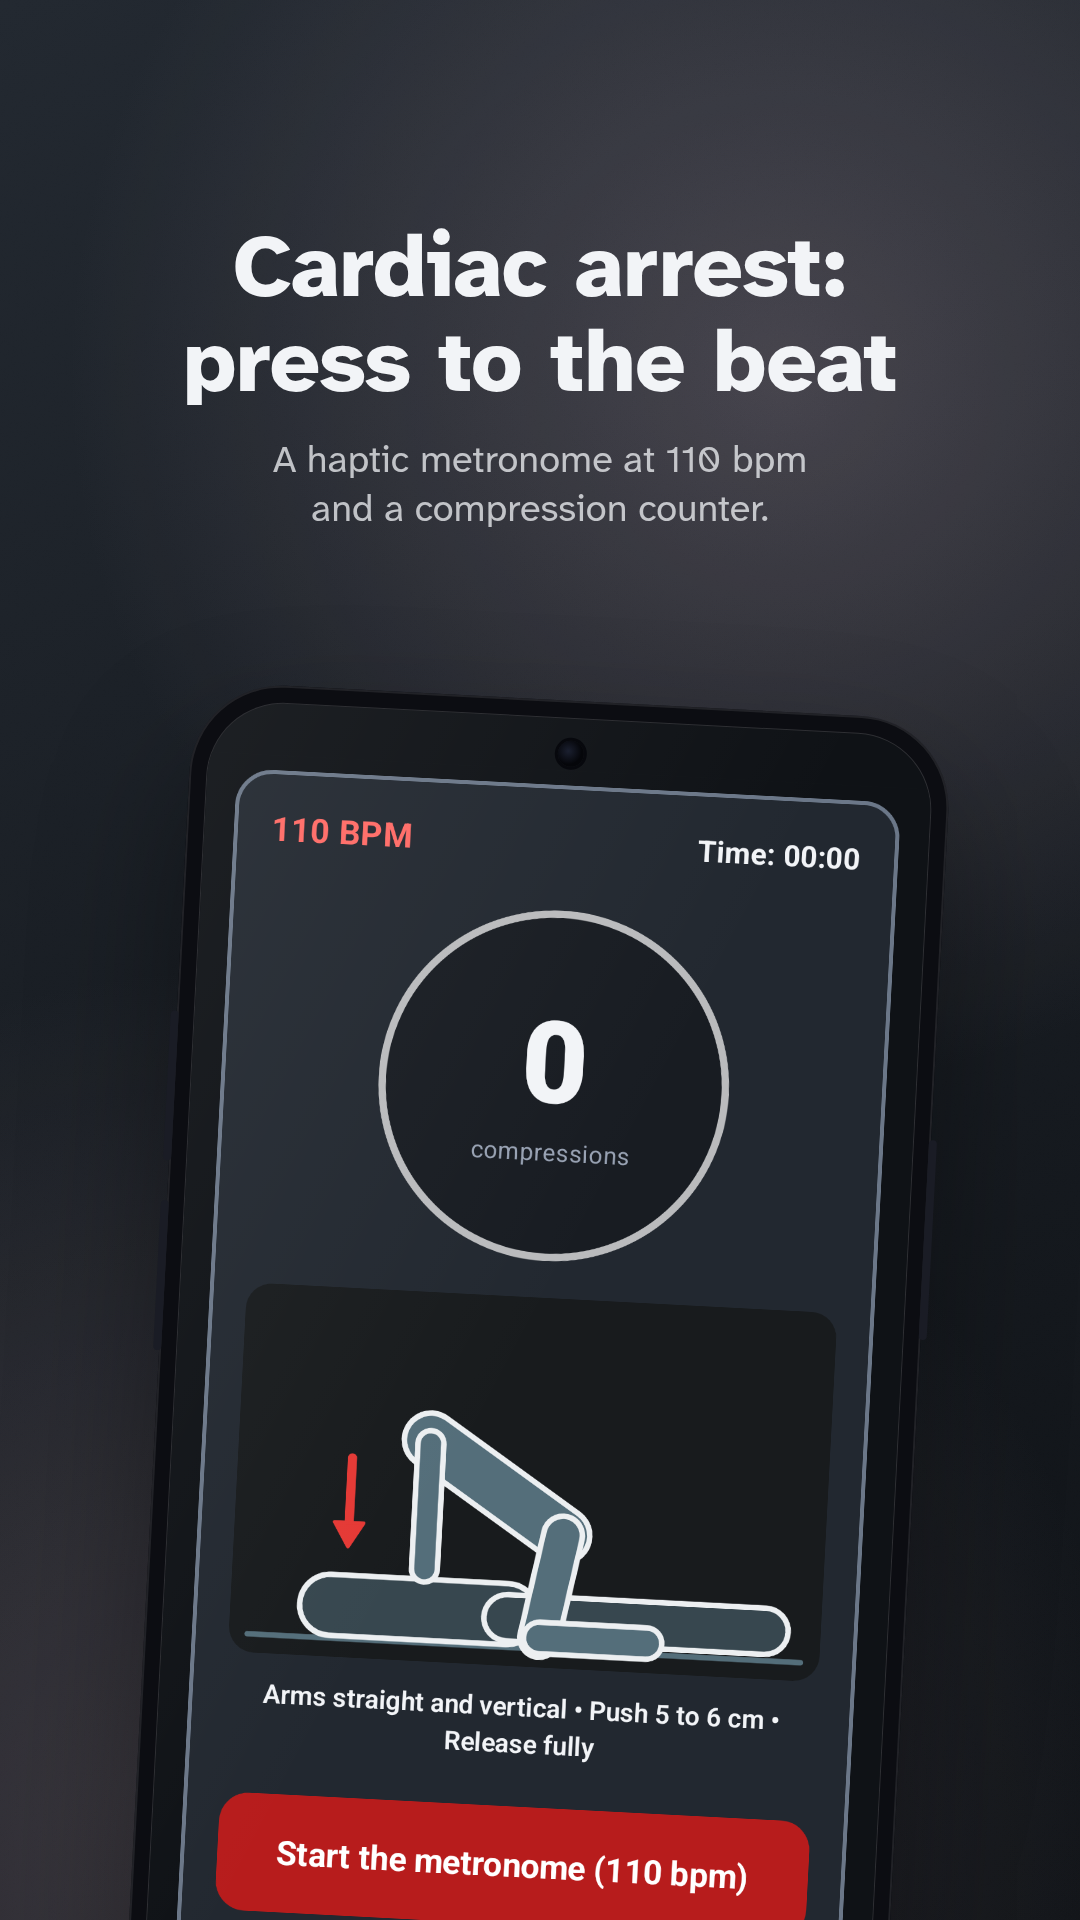 Cardiac arrest:
press to the beat
A haptic metronome at 110 bpm
and a compression counter.
110 BPM
Time: 00:00
0
compressions
Arms straight and vertical • Push 5 to 6 cm •
Release fully
Start the metronome (110 bpm)